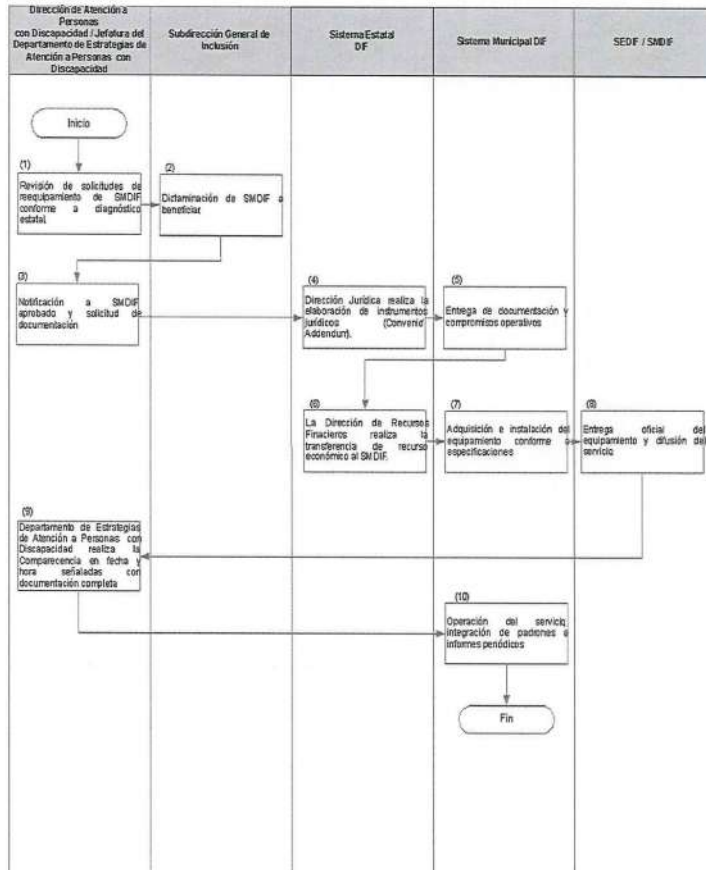 Dirección de Atención a
Personas
con Discapacidad / Jefatura del
Departamento de Estrategias de
Atención a Personas con
Discapacidad
Subdirección General de
Inclusión
Sistema Estatal
DIF
Sistema Municipal DIF
SEDIF / SMDIF
Inicio
(1)
Revisión de solicitudes de
reequipamiento de SMDIF
conforme a diagnóstico
estatal.
(2)
Dictaminación de SMDIF a
beneficiar.
(3)
Notificación a SMDIF
aprobado y solicitud de
documentación
(4)
Dirección Jurídica realiza la
elaboración de instrumentos
jurídicos (Convenio/
Addendum).
(5)
Entrega de documentación y
compromisos operativos
(6)
La Dirección de Recursos
Finacieros realiza la
transferencia de recurso
económico al SMDIF.
(7)
Adquisición e instalación del
equipamiento conforme a
especificaciones
(8)
Entrega oficial del
equipamiento y difusión del
servicio
(9)
Departamento de Estrategias
de Atención a Personas con
Discapacidad realiza la
Comparecencia en fecha y
hora señaladas con
documentación completa
(10)
Operación del servicio,
integración de padrones e
informes periódicos
Fin